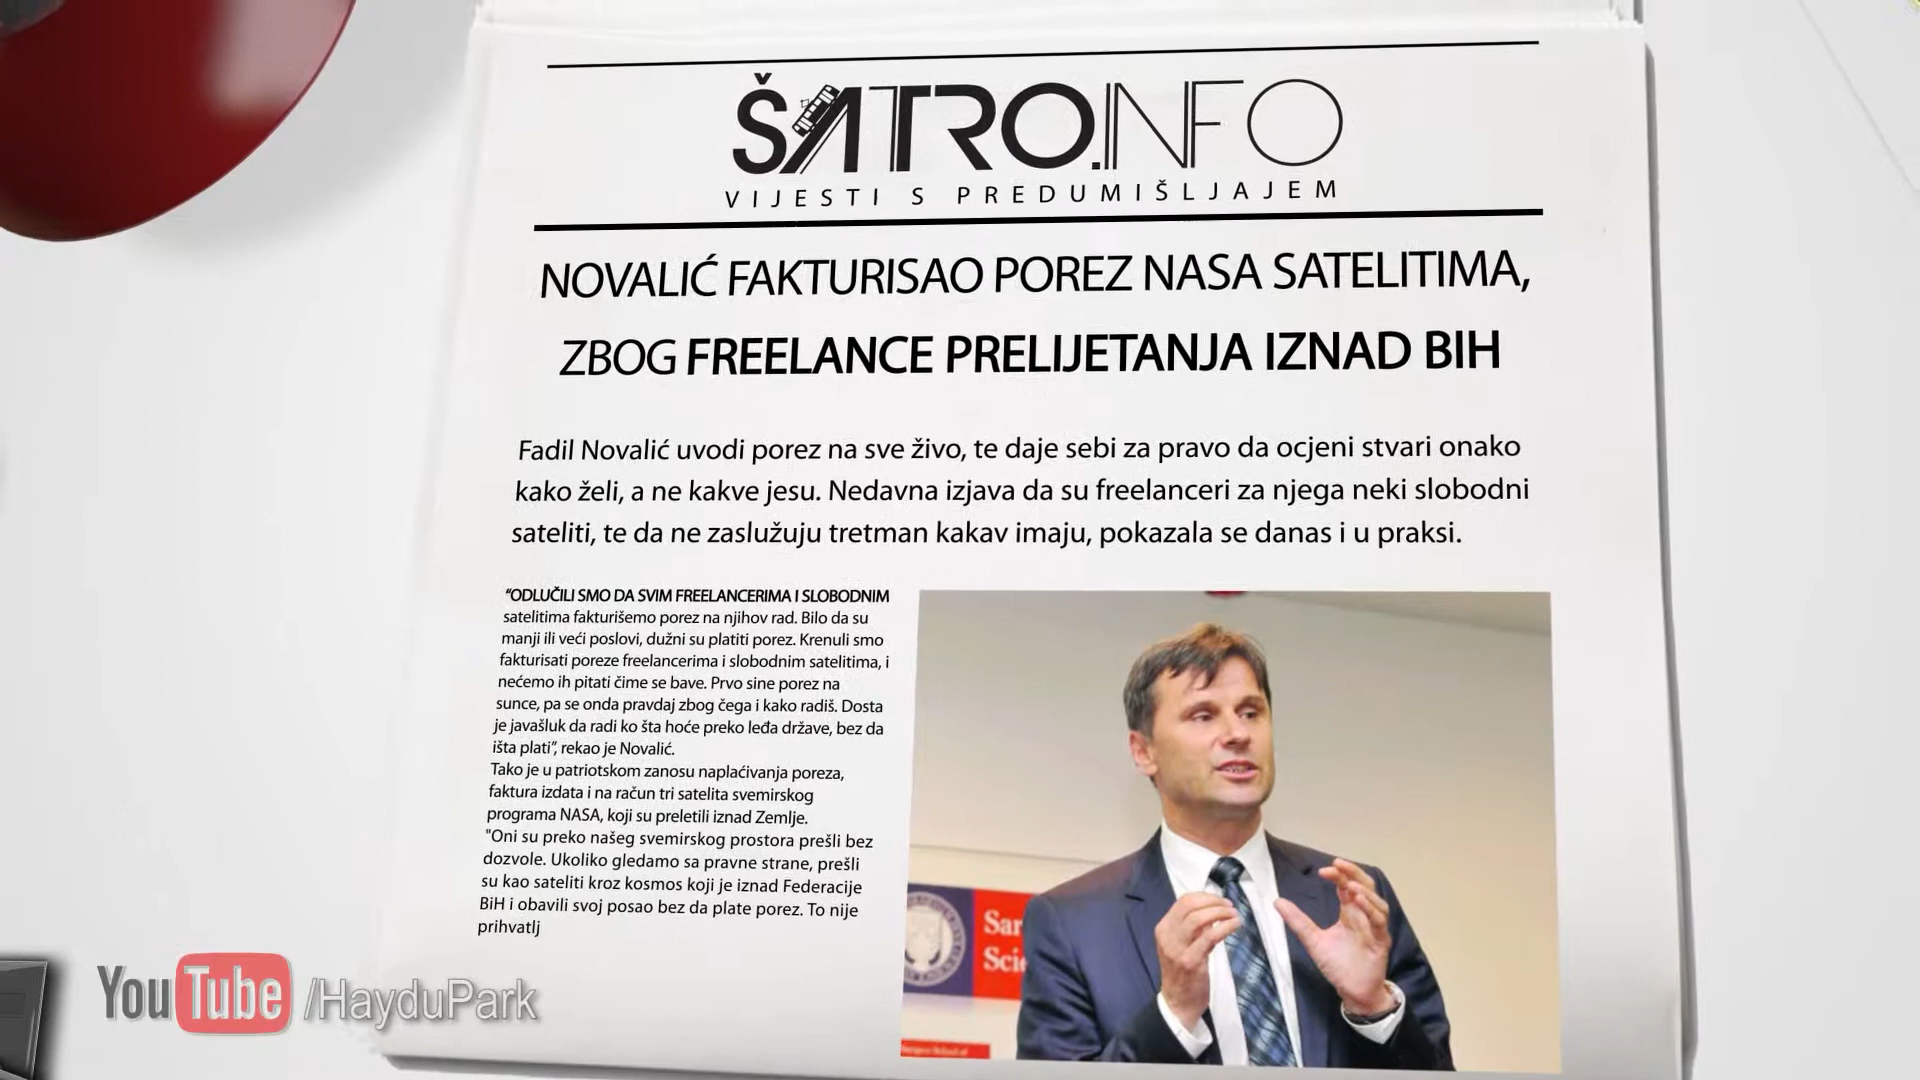 ŠATRO.INFO
VIJESTI S PREDUMIŠLJAJEM
NOVALIĆ FAKTURISAO POREZ NASA SATELITIMA,
ZBOG FREELANCE PRELIJETANJA IZNAD BIH
Fadil Novalić uvodi porez na sve živo, te daje sebi za pravo da ocjeni stvari onako
kako želi, a ne kakve jesu. Nedavna izjava da su freelanceri za njega neki slobodni
sateliti, te da ne zaslužuju tretman kakav imaju, pokazala se danas i u praksi.
“ODLUČILI SMO DA SVIM FREELANCERIMA I SLOBODNIM
satelitima fakturišemo porez na njihov rad. Bilo da su
manji ili veći poslovi, dužni su platiti porez. Krenuli smo
fakturisati poreze freelancerima i slobodnim satelitima, i
nećemo ih pitati čime se bave. Prvo sine porez na
sunce, pa se onda pravdaj zbog čega i kako radiš. Dosta
je javašluk da radi ko šta hoće preko leđa države, bez da
išta plati”, rekao je Novalić.
Tako je u patriotskom zanosu naplaćivanja poreza,
faktura izdata i na račun tri satelita svemirskog
programa NASA, koji su preletili iznad Zemlje.
"Oni su preko našeg svemirskog prostora prešli bez
dozvole. Ukoliko gledamo sa pravne strane, prešli
su kao sateliti kroz kosmos koji je iznad Federacije
BiH i obavili svoj posao bez da plate porez. To nije
prihvatlj
Sar
Scie
YouTube /HayduPark